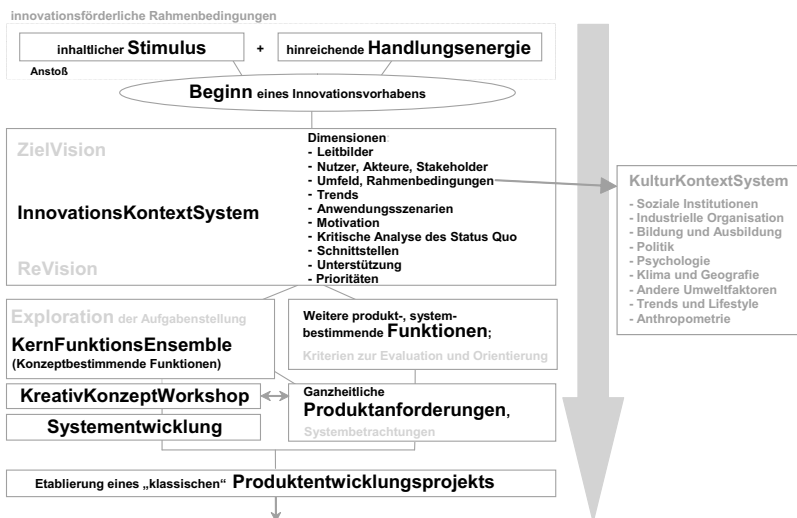 innovationsförderliche Rahmenbedingungen
inhaltlicher Stimulus + hinreichende Handlungsenergie
Anstoß
Beginn eines Innovationsvorhabens
ZielVision
InnovationsKontextSystem
ReVision
Dimensionen:
- Leitbilder
- Nutzer, Akteure, Stakeholder
- Umfeld, Rahmenbedingungen
- Trends
- Anwendungsszenarien
- Motivation
- Kritische Analyse des Status Quo
- Schnittstellen
- Unterstützung
- Prioritäten
KulturKontextSystem
- Soziale Institutionen
- Industrielle Organisation
- Bildung und Ausbildung
- Politik
- Psychologie
- Klima und Geografie
- Andere Umweltfaktoren
- Trends und Lifestyle
- Anthropometrie
Exploration der Aufgabenstellung
KernFunktionsEnsemble
(Konzeptbestimmende Funktionen)
Weitere produkt-, system-
bestimmende Funktionen;
Kriterien zur Evaluation und Orientierung
KreativKonzeptWorkshop
Systementwicklung
Ganzheitliche
Produktanforderungen,
Systembetrachtungen
Etablierung eines „klassischen“ Produktentwicklungsprojekts